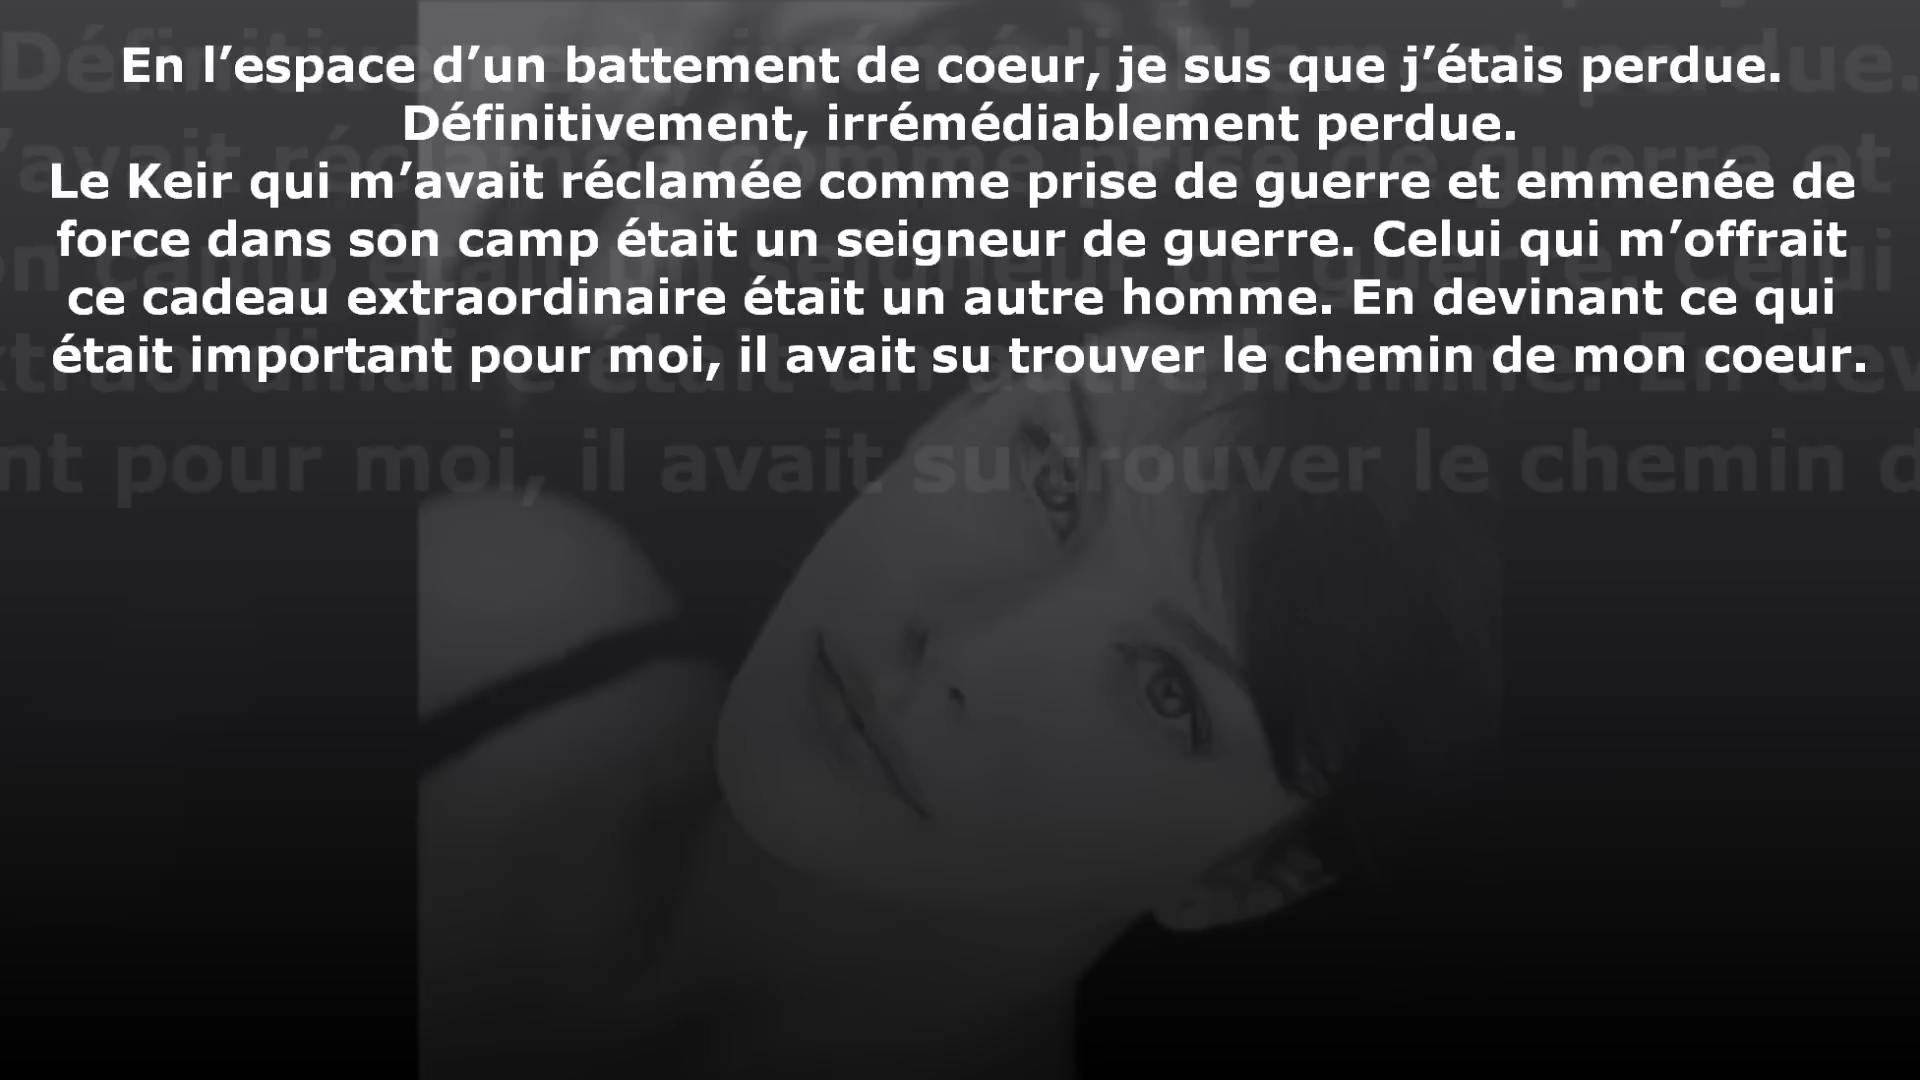 En l’espace d’un battement de coeur, je sus que j’étais perdue.
Définitivement, irrémédiablement perdue.
Le Keir qui m’avait réclamée comme prise de guerre et emmenée de
force dans son camp était un seigneur de guerre. Celui qui m’offrait
ce cadeau extraordinaire était un autre homme. En devinant ce qui
était important pour moi, il avait su trouver le chemin de mon coeur.